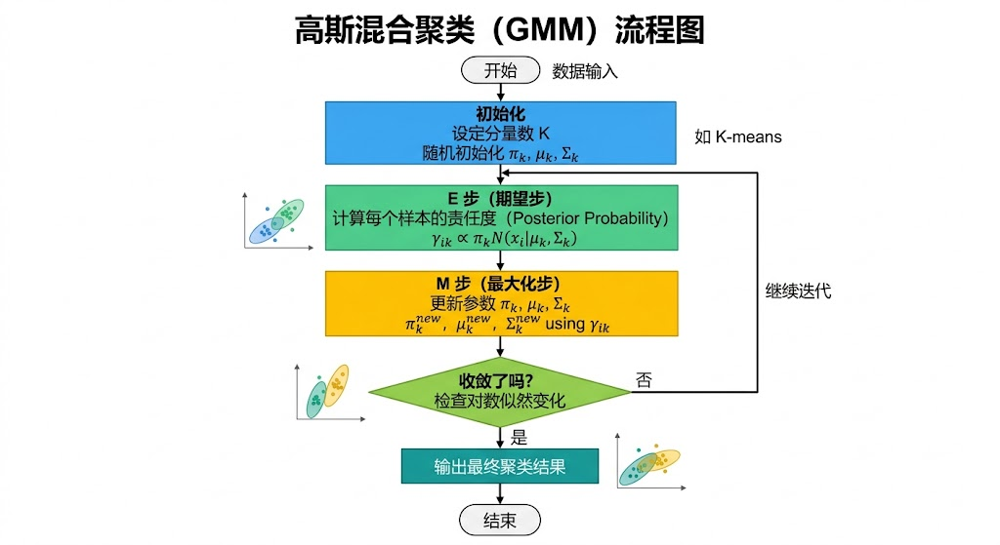 高斯混合聚类（GMM）流程图
开始
数据输入
初始化
设定分量数 K
随机初始化 πₖ, μₖ, Σₖ
如 K-means
E 步（期望步）
计算每个样本的责任度（Posterior Probability）
γᵢₖ ∝ πₖN(xᵢ|μₖ, Σₖ)
M 步（最大化步）
更新参数 πₖ, μₖ, Σₖ
πₖⁿᵉʷ, μₖⁿᵉʷ, Σₖⁿᵉʷ using γᵢₖ
继续迭代
收敛了吗?
检查对数似然变化
否
是
输出最终聚类结果
结束